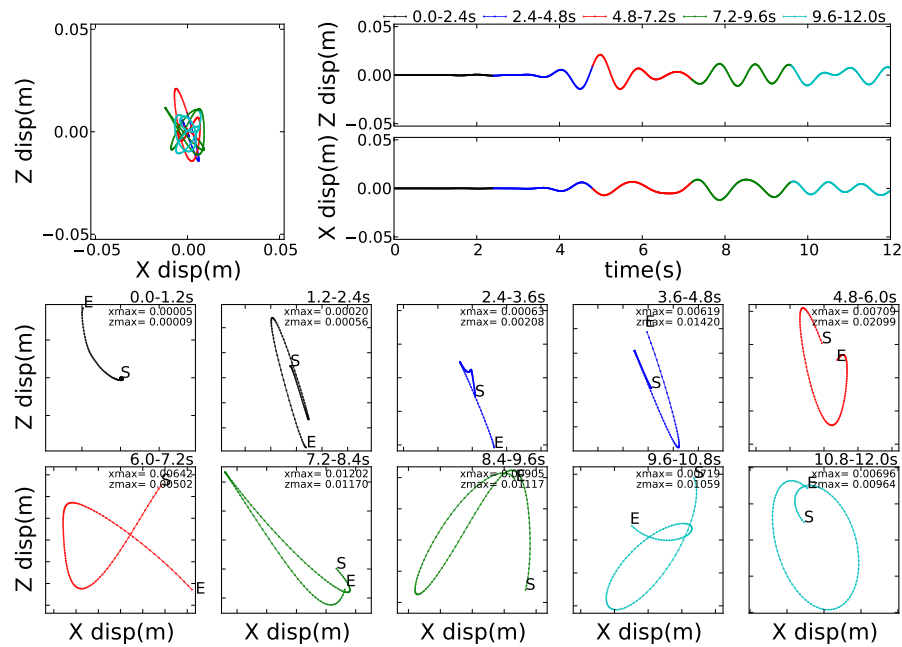 0.0-2.4s 2.4-4.8s 4.8-7.2s 7.2-9.6s 9.6-12.0s
0.05
0.00
−0.05
Z disp(m)
−0.05 0.00 0.05
X disp(m)
0.05
0.00
−0.05
Z disp(m)
0.05
0.00
−0.05
X disp(m)
0 2 4 6 8 10 12
time(s)
0.0-1.2s
xmax= 0.00005
zmax= 0.00009
E
S
Z disp(m)
1.2-2.4s
xmax= 0.00020
zmax= 0.00056
S
E
2.4-3.6s
xmax= 0.00063
zmax= 0.00208
S
E
3.6-4.8s
xmax= 0.00619
zmax= 0.01420
E
S
4.8-6.0s
xmax= 0.00709
zmax= 0.02099
S
E
6.0-7.2s
xmax= 0.00642
zmax= 0.00502
S
E
Z disp(m)
X disp(m)
7.2-8.4s
xmax= 0.01202
zmax= 0.01170
S
E
X disp(m)
8.4-9.6s
xmax= 0.00905
zmax= 0.01117
E
S
X disp(m)
9.6-10.8s
xmax= 0.00719
zmax= 0.01059
S
E
X disp(m)
10.8-12.0s
xmax= 0.00696
zmax= 0.00964
E
S
X disp(m)